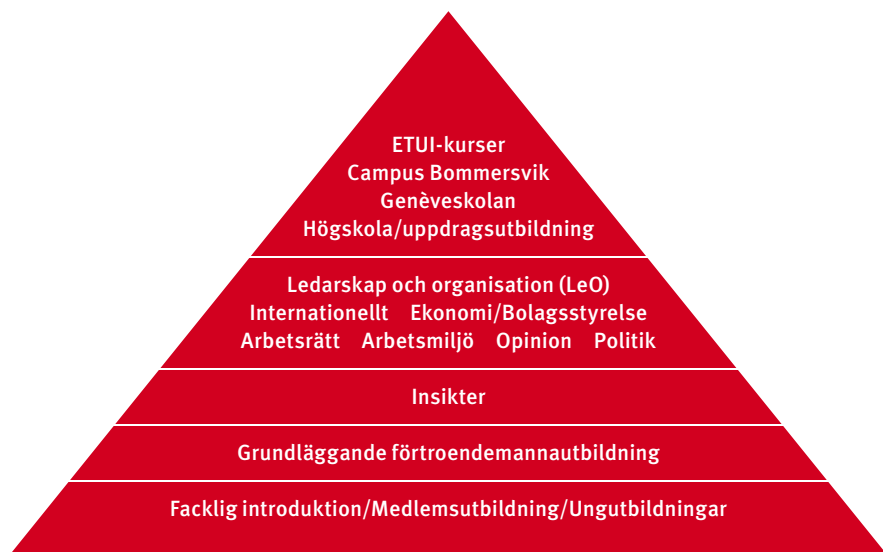 ETUI-kurser
Campus Bommersvik
Genèveskolan
Högskola/uppdragsutbildning
Ledarskap och organisation (LeO)
Internationellt Ekonomi/Bolagsstyrelse
Arbetsrätt Arbetsmiljö Opinion Politik
Insikter
Grundläggande förtroendemannautbildning
Facklig introduktion/Medlemsutbildning/Ungutbildningar